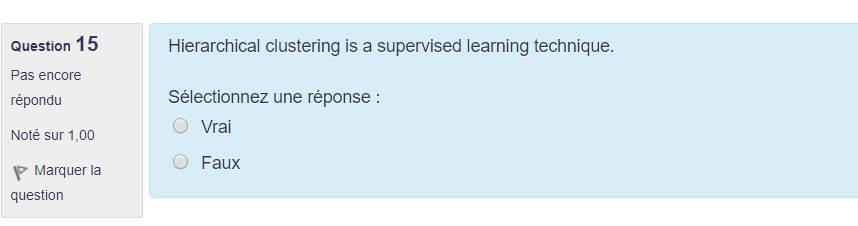 Question 15
Pas encore
répondu
Noté sur 1,00
Marquer la
question
Hierarchical clustering is a supervised learning technique.
Sélectionnez une réponse :
Vrai
Faux